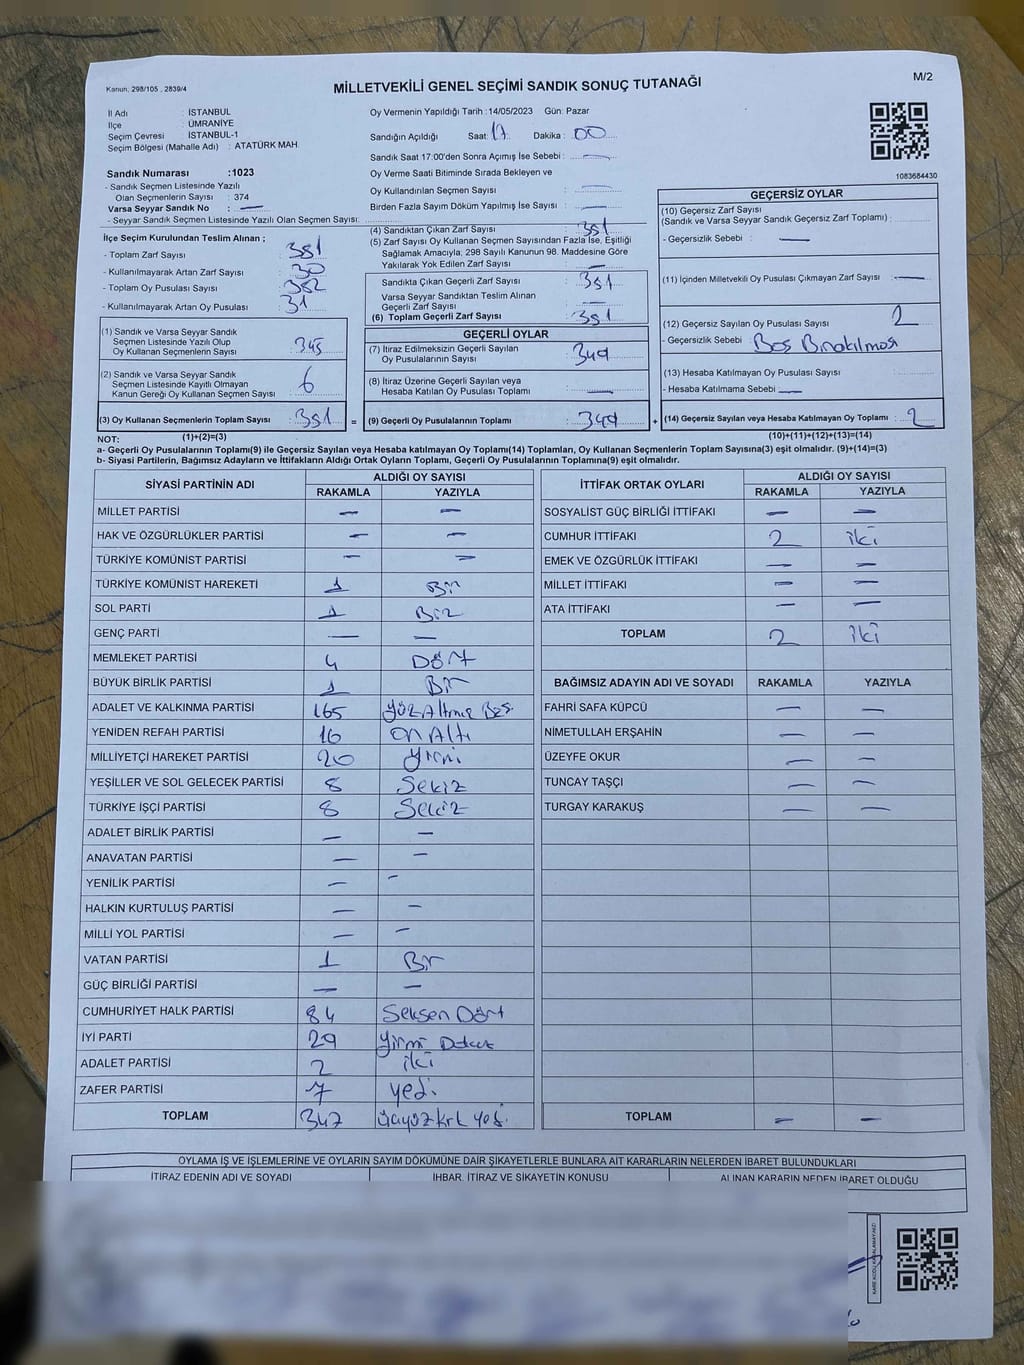 Kanun: 298/105 , 2839/4
MİLLETVEKİLİ GENEL SEÇİMİ SANDIK SONUÇ TUTANAĞI
M/2
İl Adı : İSTANBUL
İlçe : ÜMRANİYE
Seçim Çevresi : İSTANBUL-1
Seçim Bölgesi (Mahalle Adı) : ATATÜRK MAH.
Sandık Numarası :1023
- Sandık Seçmen Listesinde Yazılı
Olan Seçmenlerin Sayısı : 374
Varsa Seyyar Sandık No : —
- Seyyar Sandık Seçmen Listesinde Yazılı Olan Seçmen Sayısı:
Oy Vermenin Yapıldığı Tarih :14/05/2023 Gün: Pazar
Sandığın Açıldığı Saat: 17 Dakika : 00
Sandık Saat 17:00'den Sonra Açımış İse Sebebi : —
Oy Verme Saati Bitiminde Sırada Bekleyen ve
Oy Kullandırılan Seçmen Sayısı : —
Birden Fazla Sayım Döküm Yapılmış İse Sayısı : —
1083684430
İlçe Seçim Kurulundan Teslim Alınan ;
- Toplam Zarf Sayısı : 381
- Kullanılmayarak Artan Zarf Sayısı : 30
- Toplam Oy Pusulası Sayısı : 382
- Kullanılmayarak Artan Oy Pusulası : 31
(1) Sandık ve Varsa Seyyar Sandık
Seçmen Listesinde Yazılı Olup
Oy Kullanan Seçmenlerin Sayısı : 345
(2) Sandık ve Varsa Seyyar Sandık
Seçmen Listesinde Kayıtlı Olmayan
Kanun Gereği Oy Kullanan Seçmen Sayısı : 6
(3) Oy Kullanan Seçmenlerin Toplam Sayısı : 351 =
(1)+(2)=(3)
(4) Sandıktan Çıkan Zarf Sayısı : 351
(5) Zarf Sayısı Oy Kullanan Seçmen Sayısından Fazla İse, Eşitliği
Sağlamak Amacıyla, 298 Sayılı Kanunun 98. Maddesine Göre
Yakılarak Yok Edilen Zarf Sayısı : —
Sandıkta Çıkan Geçerli Zarf Sayısı : 351
Varsa Seyyar Sandıktan Teslim Alınan
Geçerli Zarf Sayısı : —
(6) Toplam Geçerli Zarf Sayısı : 351
GEÇERLİ OYLAR
(7) İtiraz Edilmeksizin Geçerli Sayılan
Oy Pusulalarının Sayısı : 349
(8) İtiraz Üzerine Geçerli Sayılan veya
Hesaba Katılan Oy Pusulası Toplamı : —
(9) Geçerli Oy Pusulalarının Toplamı : 349 +
GEÇERSİZ OYLAR
(10) Geçersiz Zarf Sayısı
(Sandık ve Varsa Seyyar Sandık Geçersiz Zarf Toplamı) :
- Geçersizlik Sebebi : —
(11) İçinden Milletvekili Oy Pusulası Çıkmayan Zarf Sayısı : —
(12) Geçersiz Sayılan Oy Pusulası Sayısı : 2
- Geçersizlik Sebebi : Boş Bırakılması
(13) Hesaba Katılmayan Oy Pusulası Sayısı :
- Hesaba Katılmama Sebebi : —
(14) Geçersiz Sayılan veya Hesaba Katılmayan Oy Toplamı : 2
(10)+(11)+(12)+(13)=(14)
NOT:
a- Geçerli Oy Pusulalarının Toplamı(9) ile Geçersiz Sayılan veya Hesaba katılmayan Oy Toplamı(14) Toplamları, Oy Kullanan Seçmenlerin Toplam Sayısına(3) eşit olmalıdır. (9)+(14)=(3)
b- Siyasi Partilerin, Bağımsız Adayların ve İttifakların Aldığı Ortak Oyların Toplamı, Geçerli Oy Pusulalarının Toplamına(9) eşit olmalıdır.
SİYASİ PARTİNİN ADI ALDIĞI OY SAYISI
RAKAMLA YAZIYLA
MİLLET PARTİSİ — —
HAK VE ÖZGÜRLÜKLER PARTİSİ — —
TÜRKİYE KOMÜNİST PARTİSİ — —
TÜRKİYE KOMÜNİST HAREKETİ 1 Bir
SOL PARTİ 1 Bir
GENÇ PARTİ — —
MEMLEKET PARTİSİ 4 Dört
BÜYÜK BİRLİK PARTİSİ 1 Bir
ADALET VE KALKINMA PARTİSİ 165 yüzAltmış Beş
YENİDEN REFAH PARTİSİ 16 on Altı
MİLLİYETÇİ HAREKET PARTİSİ 20 yirmi
YEŞİLLER VE SOL GELECEK PARTİSİ 8 Sekiz
TÜRKİYE İŞÇİ PARTİSİ 8 Sekiz
ADALET BİRLİK PARTİSİ — —
ANAVATAN PARTİSİ — —
YENİLİK PARTİSİ — —
HALKIN KURTULUŞ PARTİSİ — —
MİLLİ YOL PARTİSİ — —
VATAN PARTİSİ 1 Bir
GÜÇ BİRLİĞİ PARTİSİ — —
CUMHURİYET HALK PARTİSİ 84 Seksen Dört
İYİ PARTİ 29 yirmi Dokuz
ADALET PARTİSİ 2 iki
ZAFER PARTİSİ 7 yedi
TOPLAM 347 üçyüzkrk yedi
İTTİFAK ORTAK OYLARI ALDIĞI OY SAYISI
RAKAMLA YAZIYLA
SOSYALİST GÜÇ BİRLİĞİ İTTİFAKI — —
CUMHUR İTTİFAKI 2 iki
EMEK VE ÖZGÜRLÜK İTTİFAKI — —
MİLLET İTTİFAKI — —
ATA İTTİFAKI — —
TOPLAM 2 iki
BAĞIMSIZ ADAYIN ADI VE SOYADI RAKAMLA YAZIYLA
FAHRİ SAFA KÜPCÜ — —
NİMETULLAH ERŞAHİN — —
ÜZEYFE OKUR — —
TUNCAY TAŞÇI — —
TURGAY KARAKUŞ — —
TOPLAM — —
OYLAMA İŞ VE İŞLEMLERİNE VE OYLARIN SAYIM DÖKÜMÜNE DAİR ŞİKAYETLERLE BUNLARA AİT KARARLARIN NELERDEN İBARET BULUNDUKLARI
İTİRAZ EDENİN ADI VE SOYADI İHBAR, İTİRAZ VE ŞİKAYETİN KONUSU ALINAN KARARIN NEDEN İBARET OLDUĞU
KARE KODU KARALAMAYINIZ!